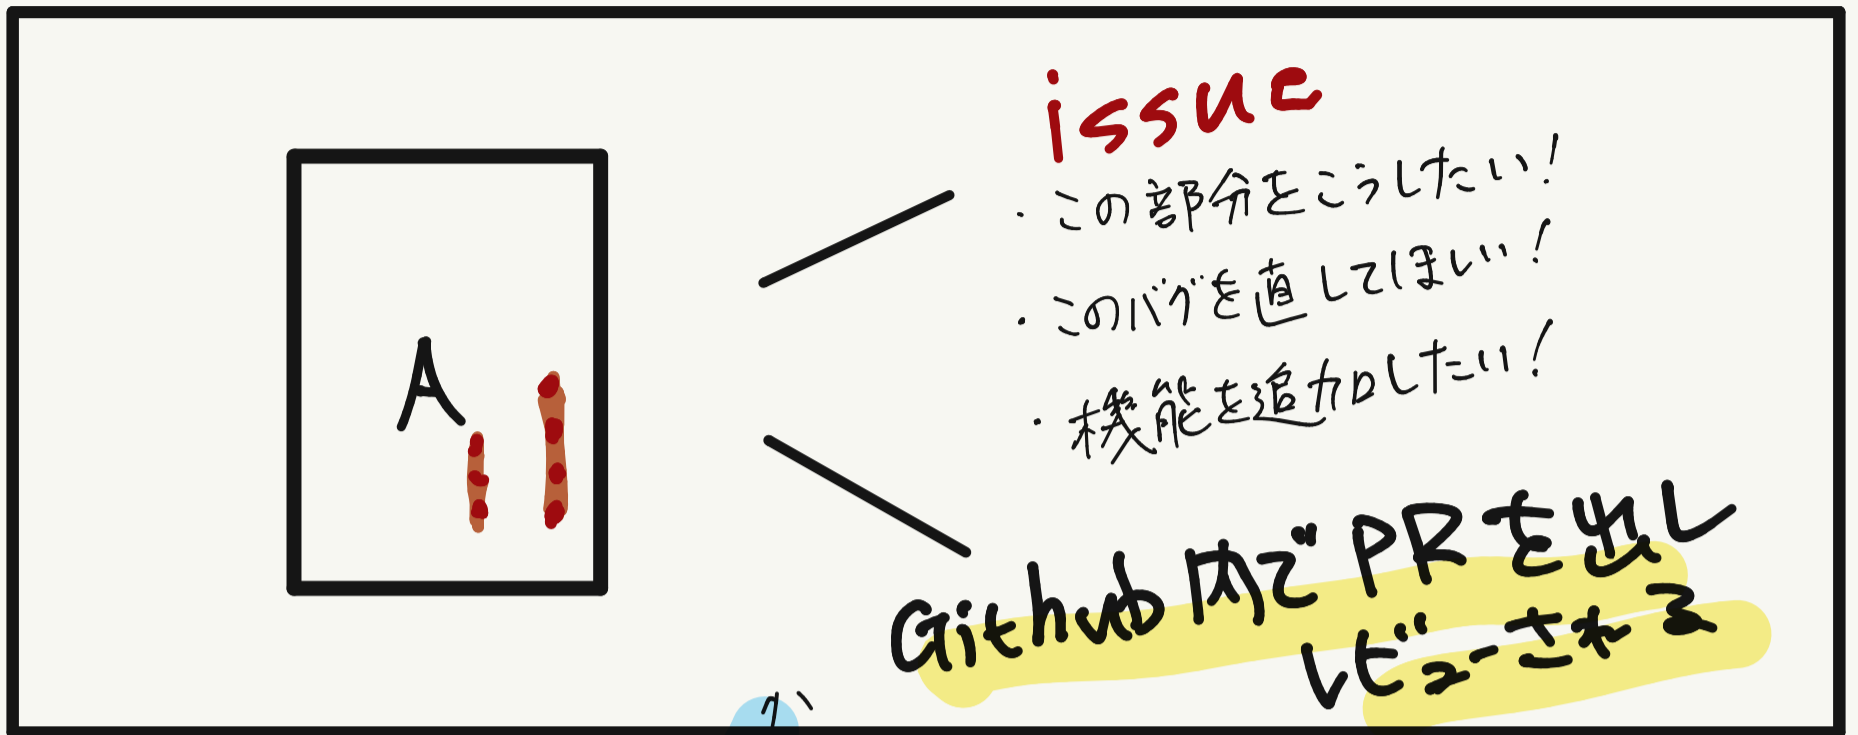 issue
・この部分をこうしたい!
・このバグを直してほしい!
・機能を追加したい!
A
Github内でPRを出し
レビューされる